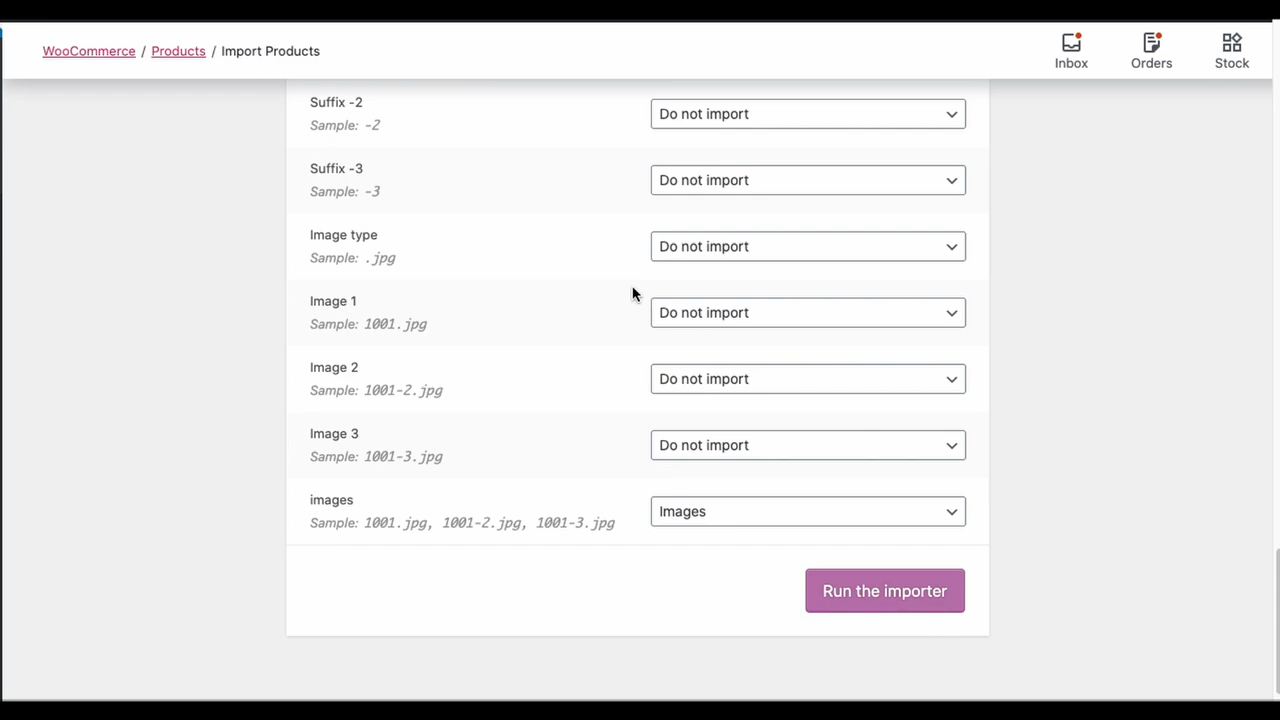 WooCommerce / Products / Import Products
Inbox
Orders
Stock
Suffix -2
Do not import
Sample: -2
Suffix -3
Do not import
Sample: -3
Image type
Do not import
Sample: .jpg
Image 1
Do not import
Sample: 1001.jpg
Image 2
Do not import
Sample: 1001-2.jpg
Image 3
Do not import
Sample: 1001-3.jpg
images
Images
Sample: 1001.jpg, 1001-2.jpg, 1001-3.jpg
Run the importer